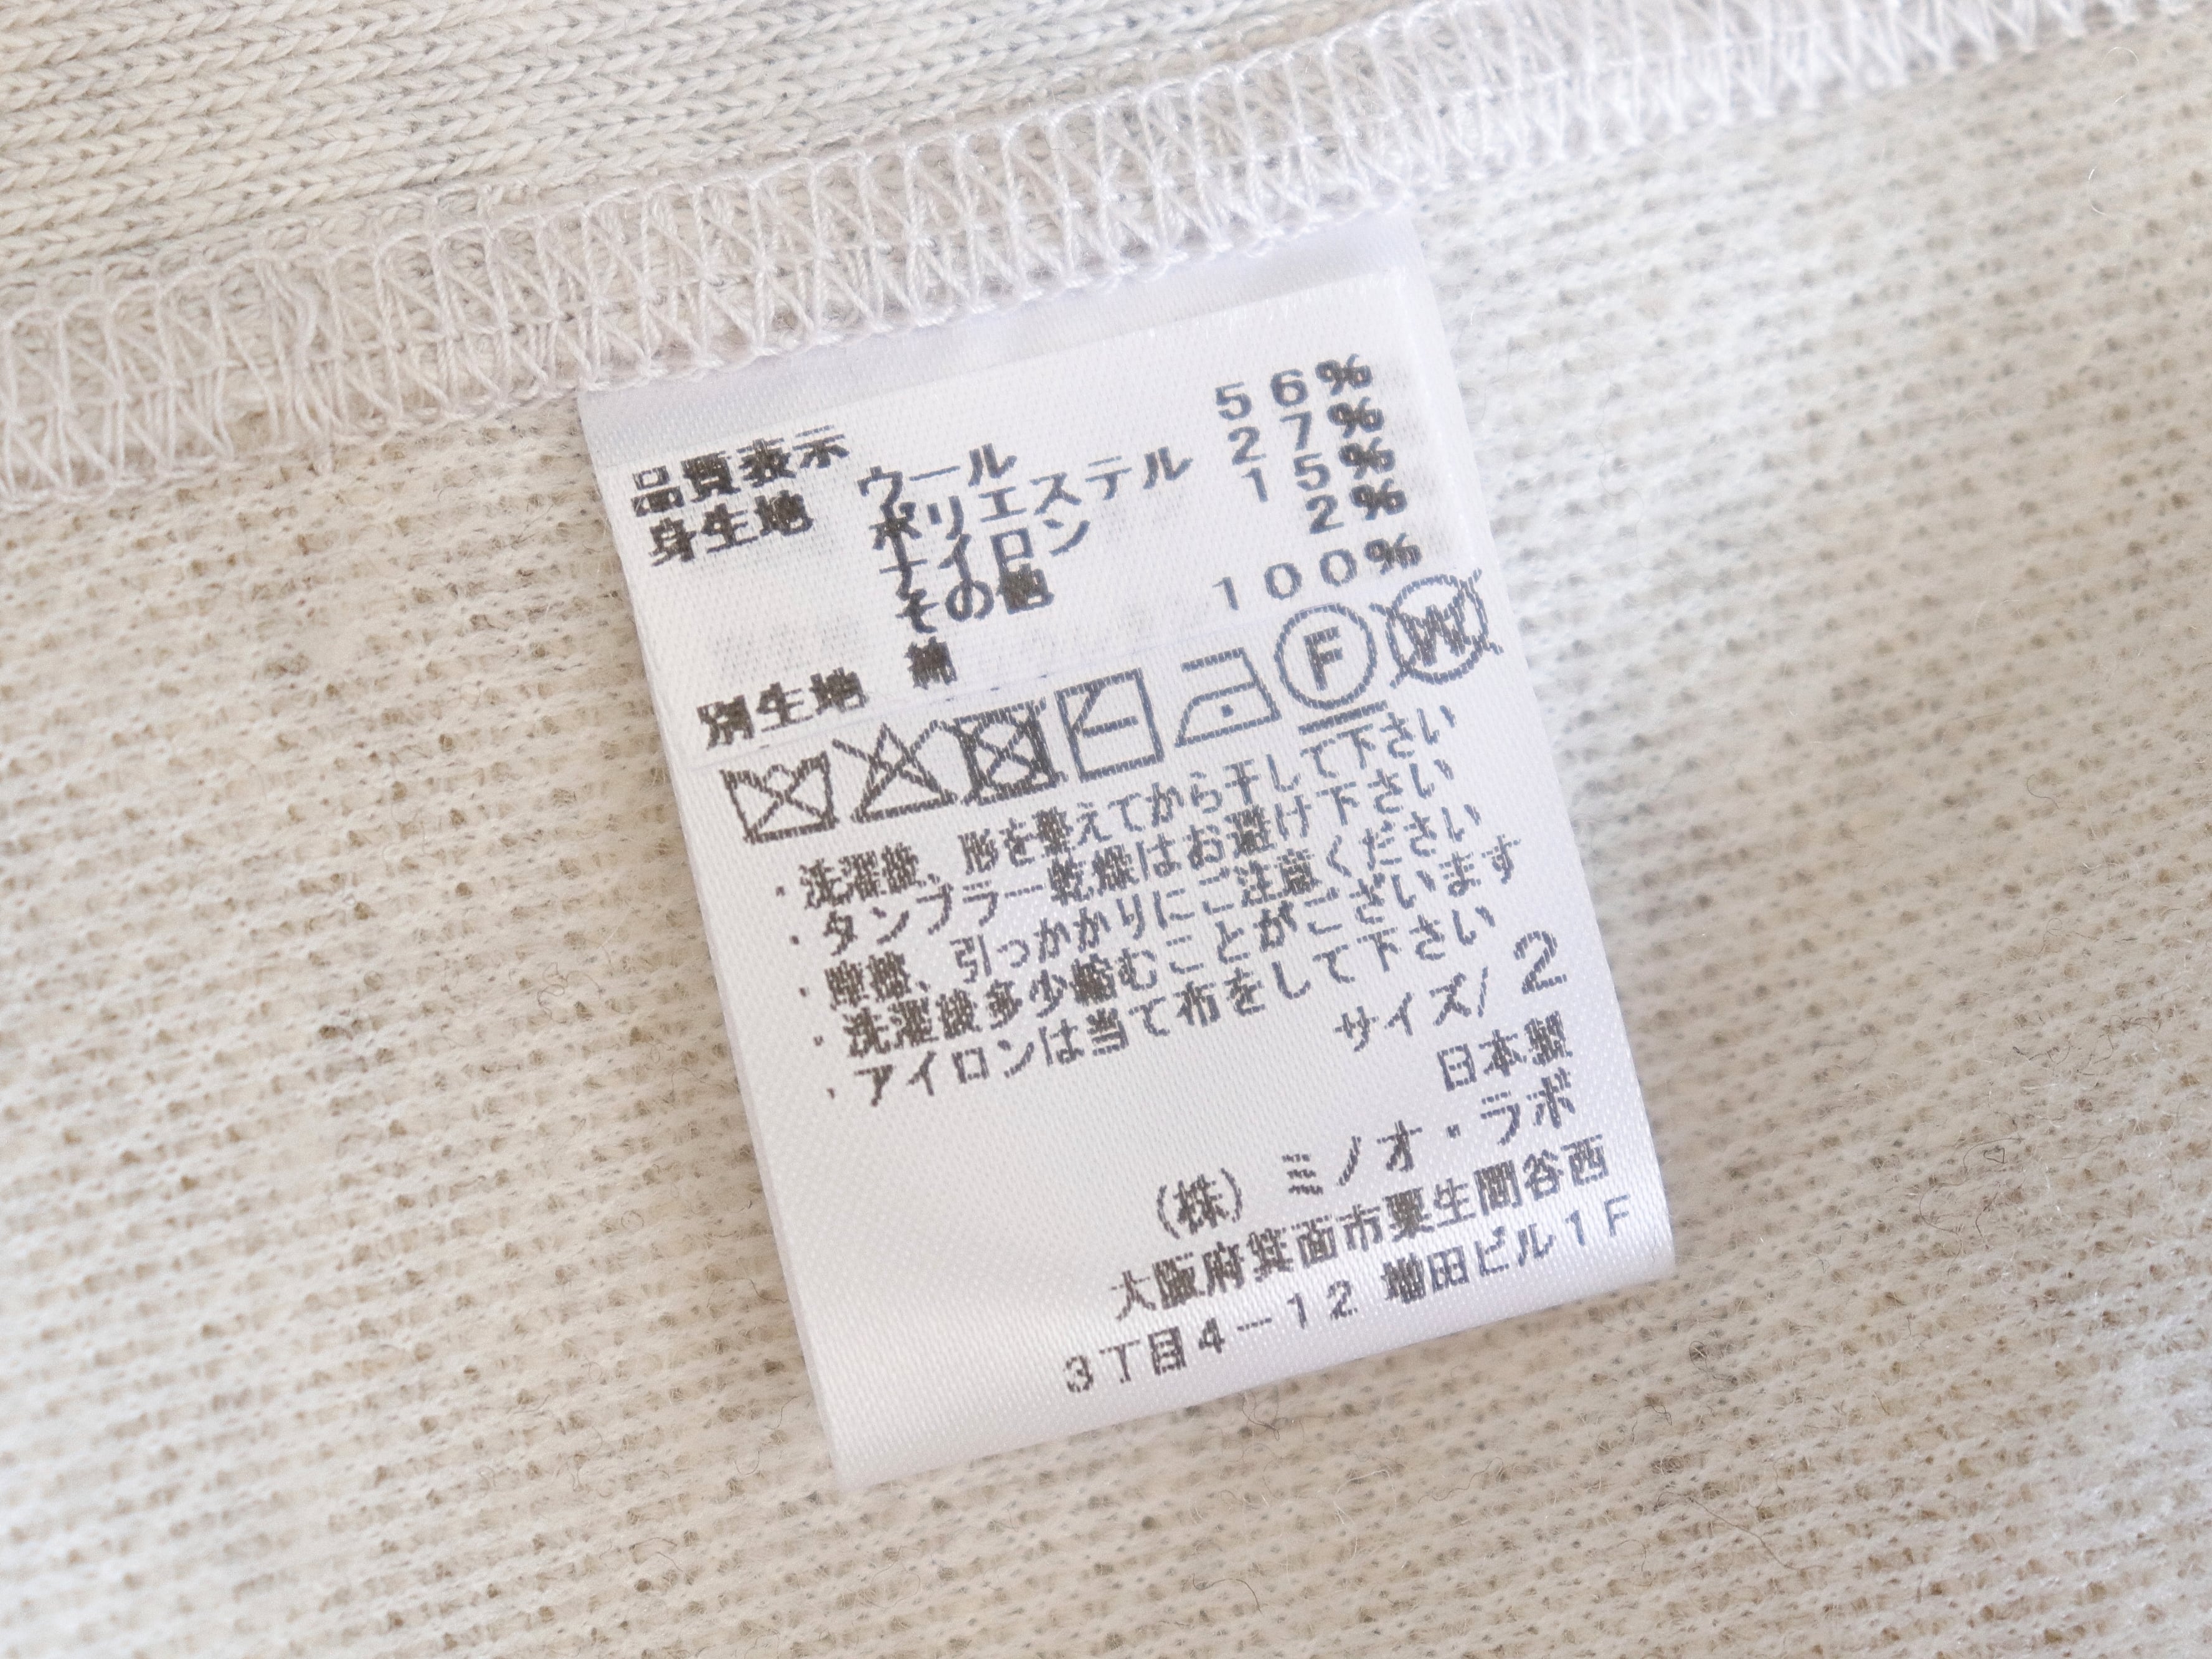 品質表示
身生地 ウール 56%
ポリエステル 27%
ナイロン 15%
その他 2%
別生地 綿 100%
F W
・洗濯後、形を整えてから干して下さい
・タンブラー乾燥はお避け下さい
・摩擦、引っかかりにご注意ください
・洗濯後多少縮むことがございます
・アイロンは当て布をして下さい
サイズ/ 2
日本製
(株) ミノオ・ラボ
大阪府箕面市粟生間谷西
3丁目4-12 増田ビル1F